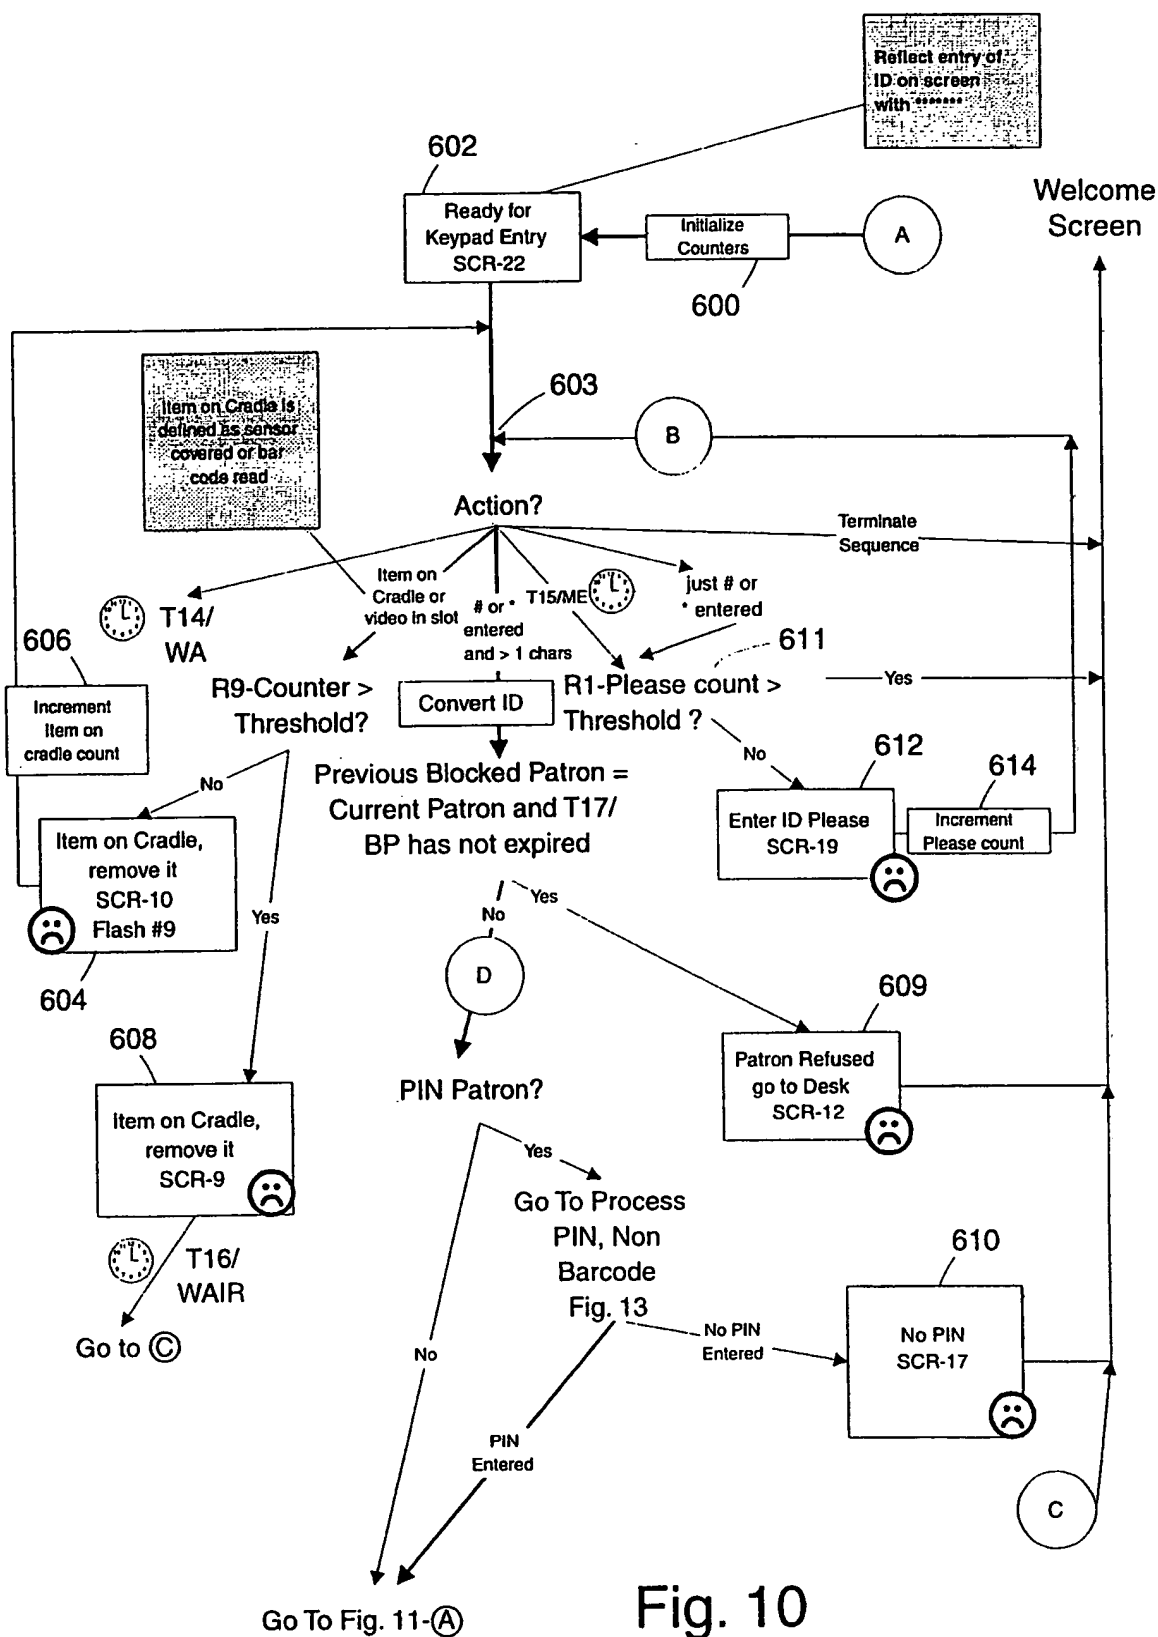 Reflect entry of
ID on screen
with *******
602
Welcome
Screen
Ready for
Keypad Entry
SCR-22
Initialize
Counters
A
600
603
Item on Cradle is
defined as sensor
covered or bar
code read
B
Action?
Terminate
Sequence
T14/
WA
Item on
Cradle or
video in slot
# or *
entered
and > 1 chars
T15/ME
just # or
* entered
606
611
Increment
Item on
cradle count
R9-Counter >
Threshold?
Convert ID
R1-Please count >
Threshold ?
Yes
No
612
614
Previous Blocked Patron =
Current Patron and T17/
BP has not expired
No
Enter ID Please
SCR-19
Increment
Please count
Item on Cradle,
remove it
SCR-10
Flash #9
Yes
No
Yes
604
D
609
608
PIN Patron?
Patron Refused
go to Desk
SCR-12
Item on Cradle,
remove it
SCR-9
Yes
Go To Process
PIN, Non
Barcode
Fig. 13
610
T16/
WAIR
Go to C
No
No PIN
Entered
No PIN
SCR-17
PIN
Entered
C
Go To Fig. 11-A
Fig. 10